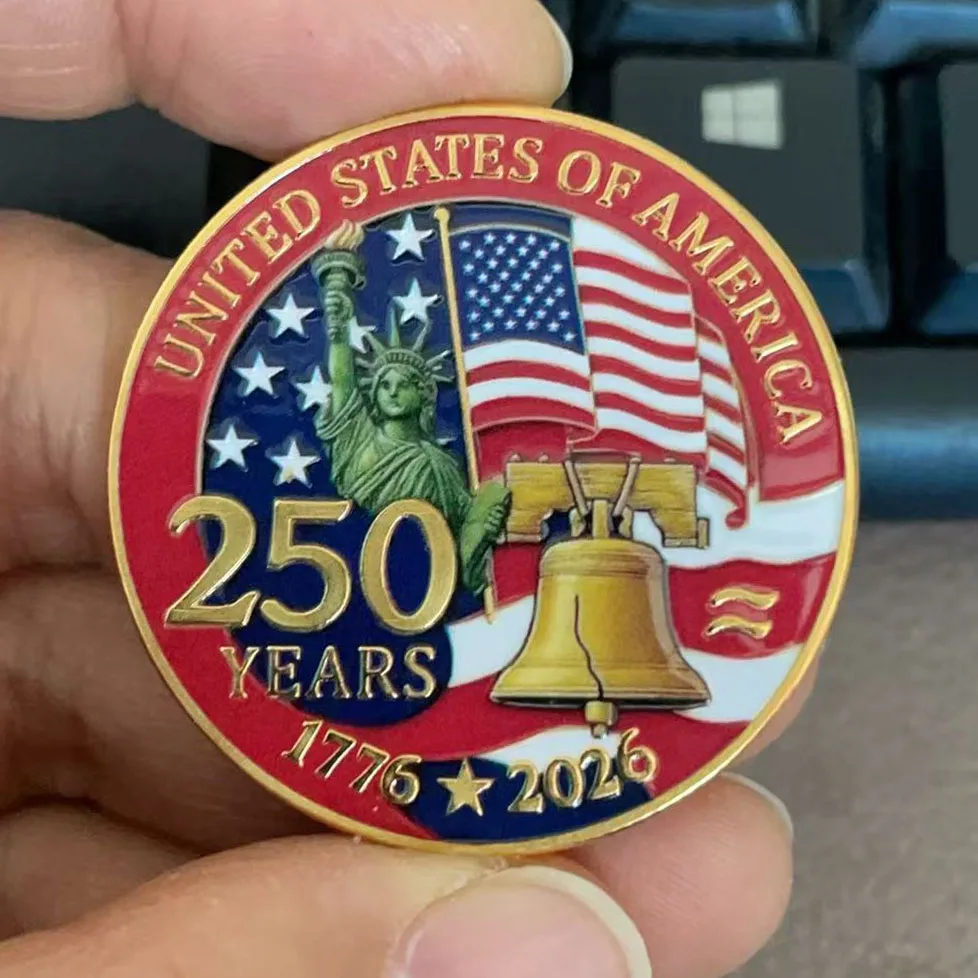 UNITED STATES OF AMERICA
250
YEARS
1776 ★ 2026